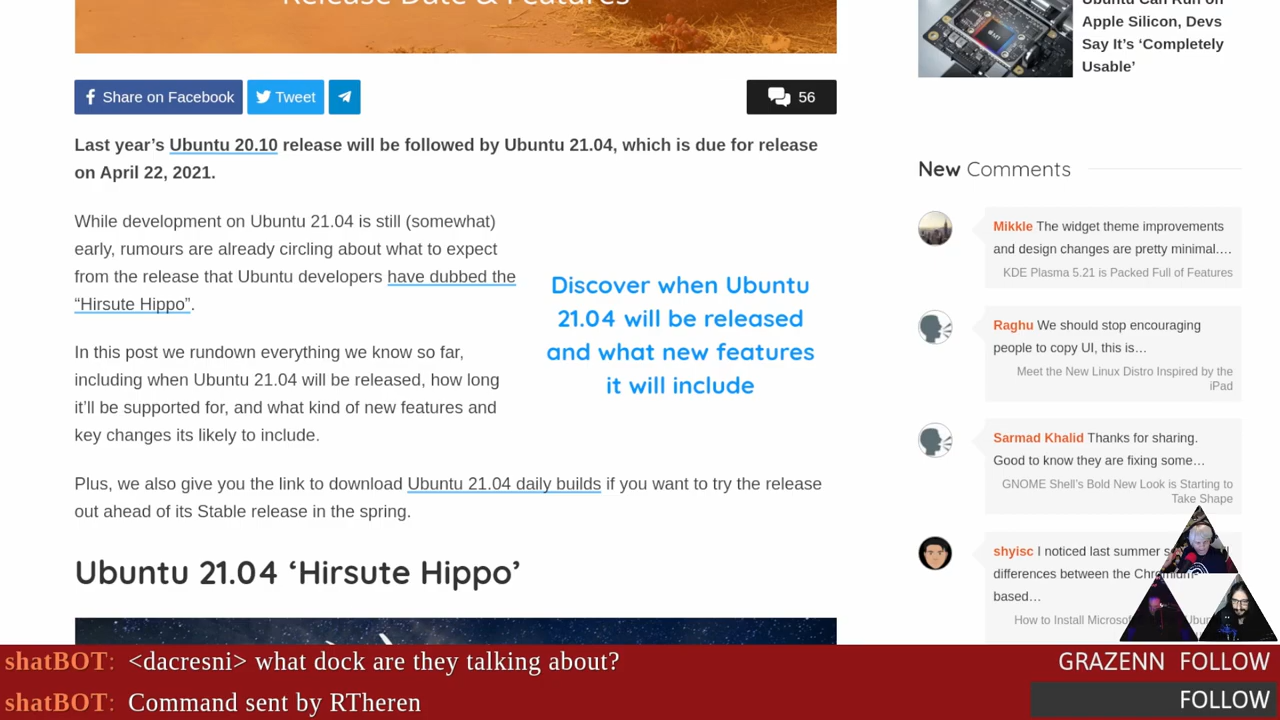 Release Date & Features
Share on Facebook
Tweet
56
Last year’s Ubuntu 20.10 release will be followed by Ubuntu 21.04, which is due for release
on April 22, 2021.
While development on Ubuntu 21.04 is still (somewhat)
early, rumours are already circling about what to expect
from the release that Ubuntu developers have dubbed the
“Hirsute Hippo”.
In this post we rundown everything we know so far,
including when Ubuntu 21.04 will be released, how long
it’ll be supported for, and what kind of new features and
key changes its likely to include.
Discover when Ubuntu
21.04 will be released
and what new features
it will include
Plus, we also give you the link to download Ubuntu 21.04 daily builds if you want to try the release
out ahead of its Stable release in the spring.
Ubuntu 21.04 ‘Hirsute Hippo’
Ubuntu Can Run on
Apple Silicon, Devs
Say It’s ‘Completely
Usable’
New Comments
Mikkle The widget theme improvements
and design changes are pretty minimal.…
KDE Plasma 5.21 is Packed Full of Features
Raghu We should stop encouraging
people to copy UI, this is…
Meet the New Linux Distro Inspired by the
iPad
Sarmad Khalid Thanks for sharing.
Good to know they are fixing some…
GNOME Shell’s Bold New Look is Starting to
Take Shape
shyisc I noticed last summer
differences between the Chromium
based…
How to Install
shatBOT: <dacresni> what dock are they talking about?
shatBOT: Command sent by RTheren
GRAZENN FOLLOW
FOLLOW